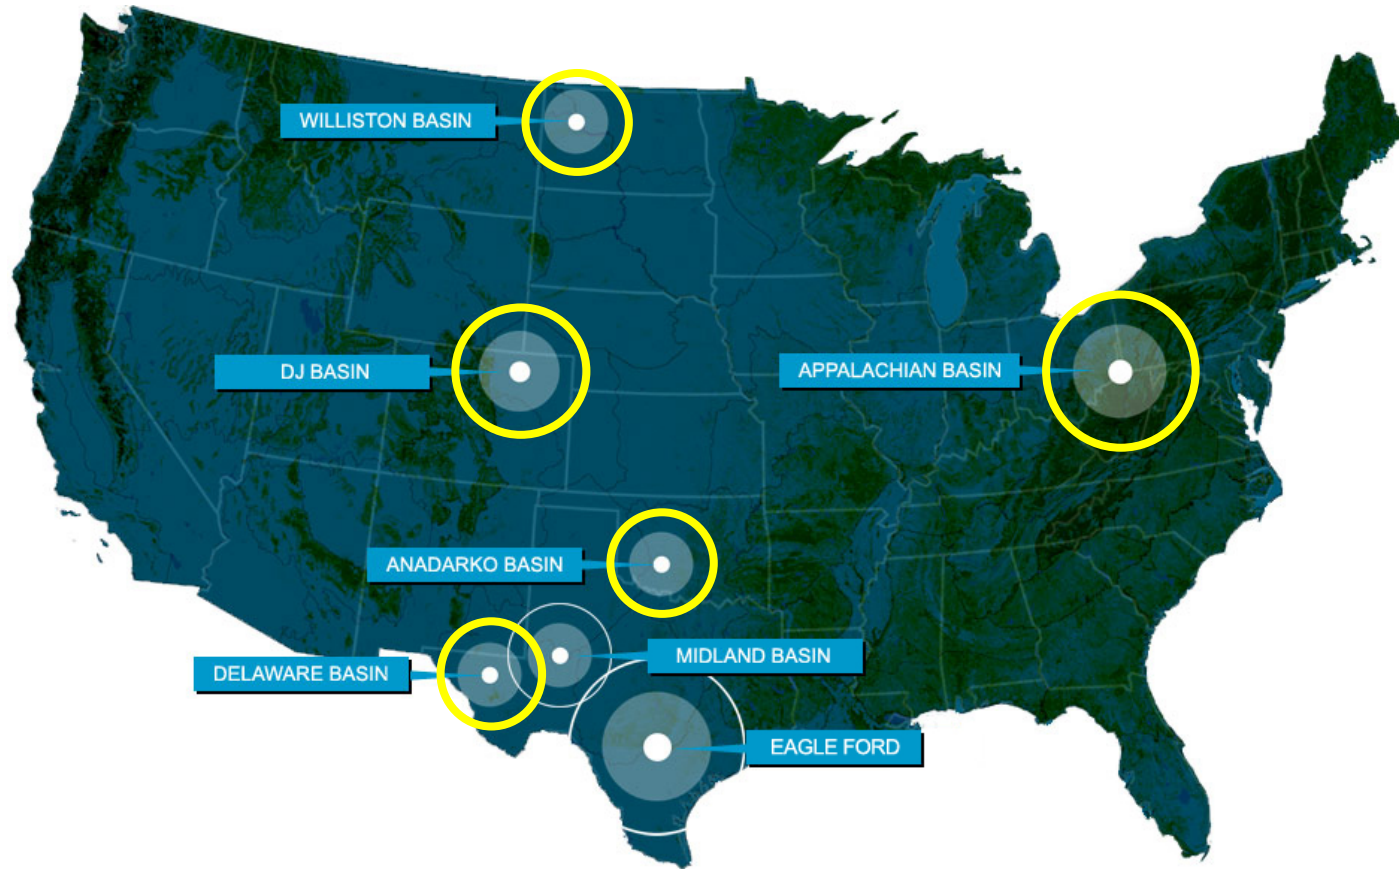 WILLISTON BASIN
DJ BASIN
APPALACHIAN BASIN
ANADARKO BASIN
MIDLAND BASIN
DELAWARE BASIN
EAGLE FORD